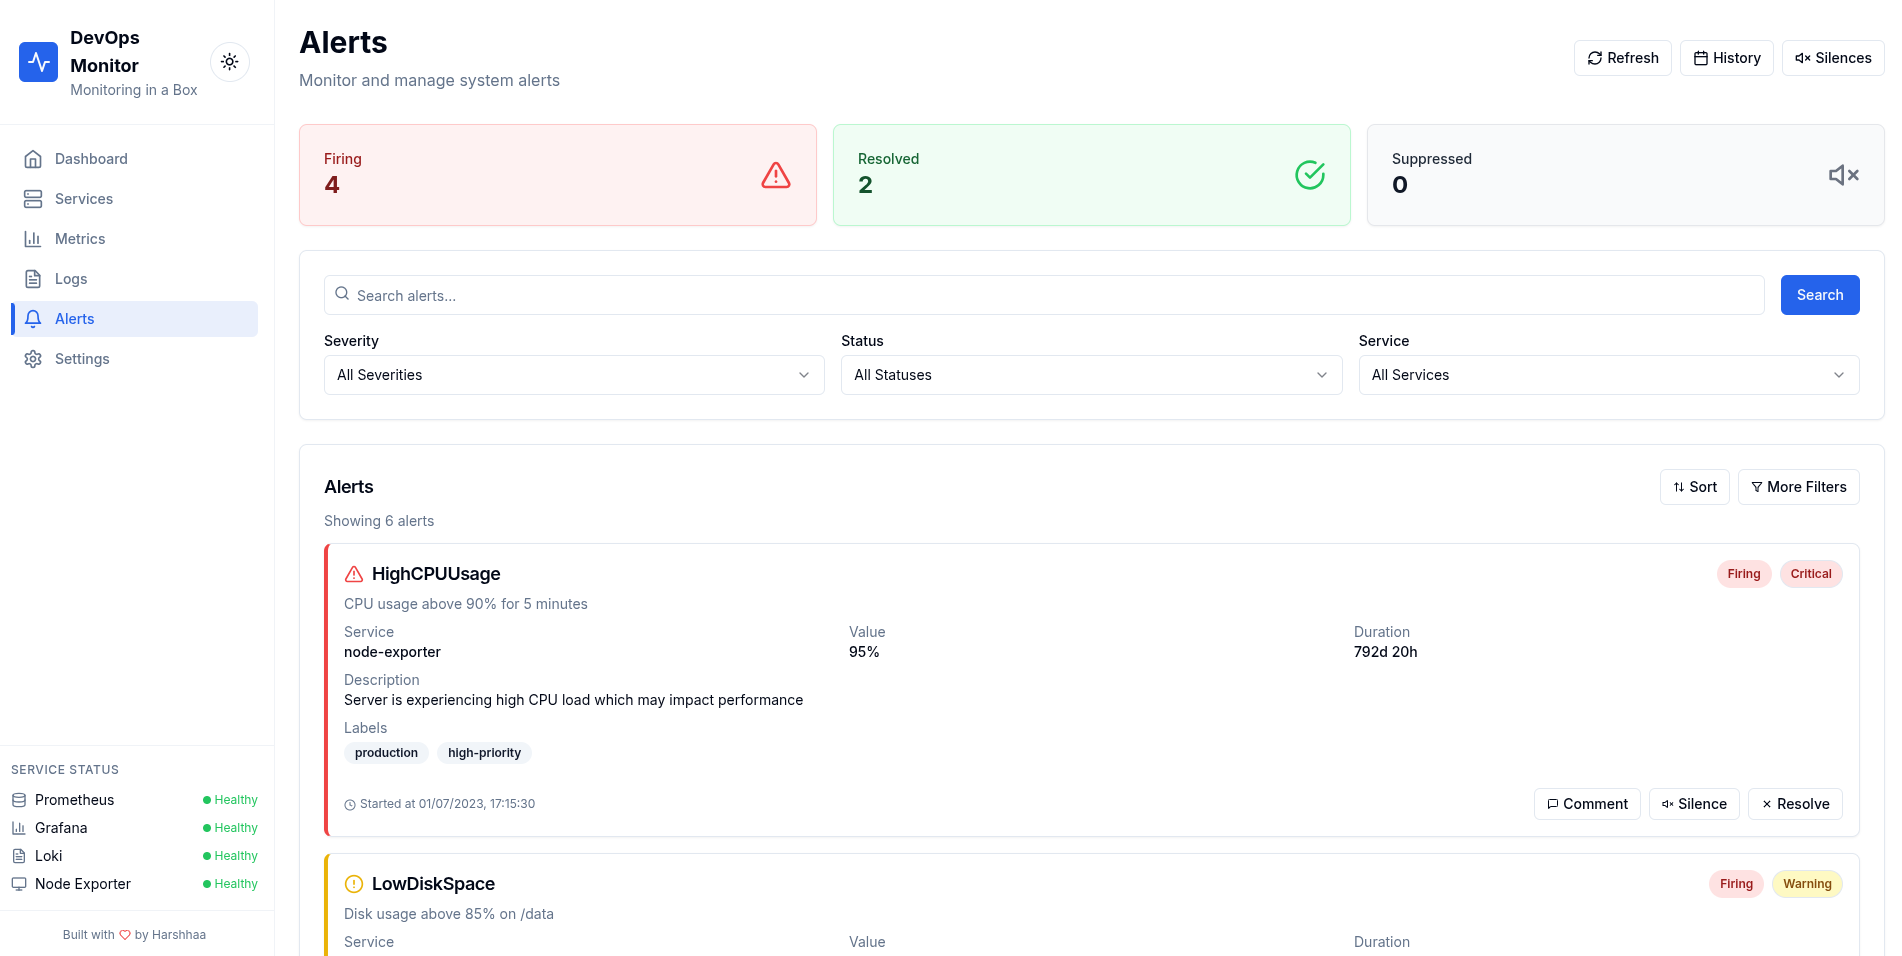 DevOps
Monitor
Monitoring in a Box
Dashboard
Services
Metrics
Logs
Alerts
Settings
SERVICE STATUS
Prometheus Healthy
Grafana Healthy
Loki Healthy
Node Exporter Healthy
Built with by Harshhaa
Alerts
Monitor and manage system alerts
Refresh History Silences
Firing
4
Resolved
2
Suppressed
0
Search alerts...
Search
Severity Status Service
All Severities All Statuses All Services
Alerts
Sort More Filters
Showing 6 alerts
HighCPUUsage
Firing Critical
CPU usage above 90% for 5 minutes
Service Value Duration
node-exporter 95% 792d 20h
Description
Server is experiencing high CPU load which may impact performance
Labels
production high-priority
Started at 01/07/2023, 17:15:30
Comment Silence Resolve
LowDiskSpace
Firing Warning
Disk usage above 85% on /data
Service Value Duration